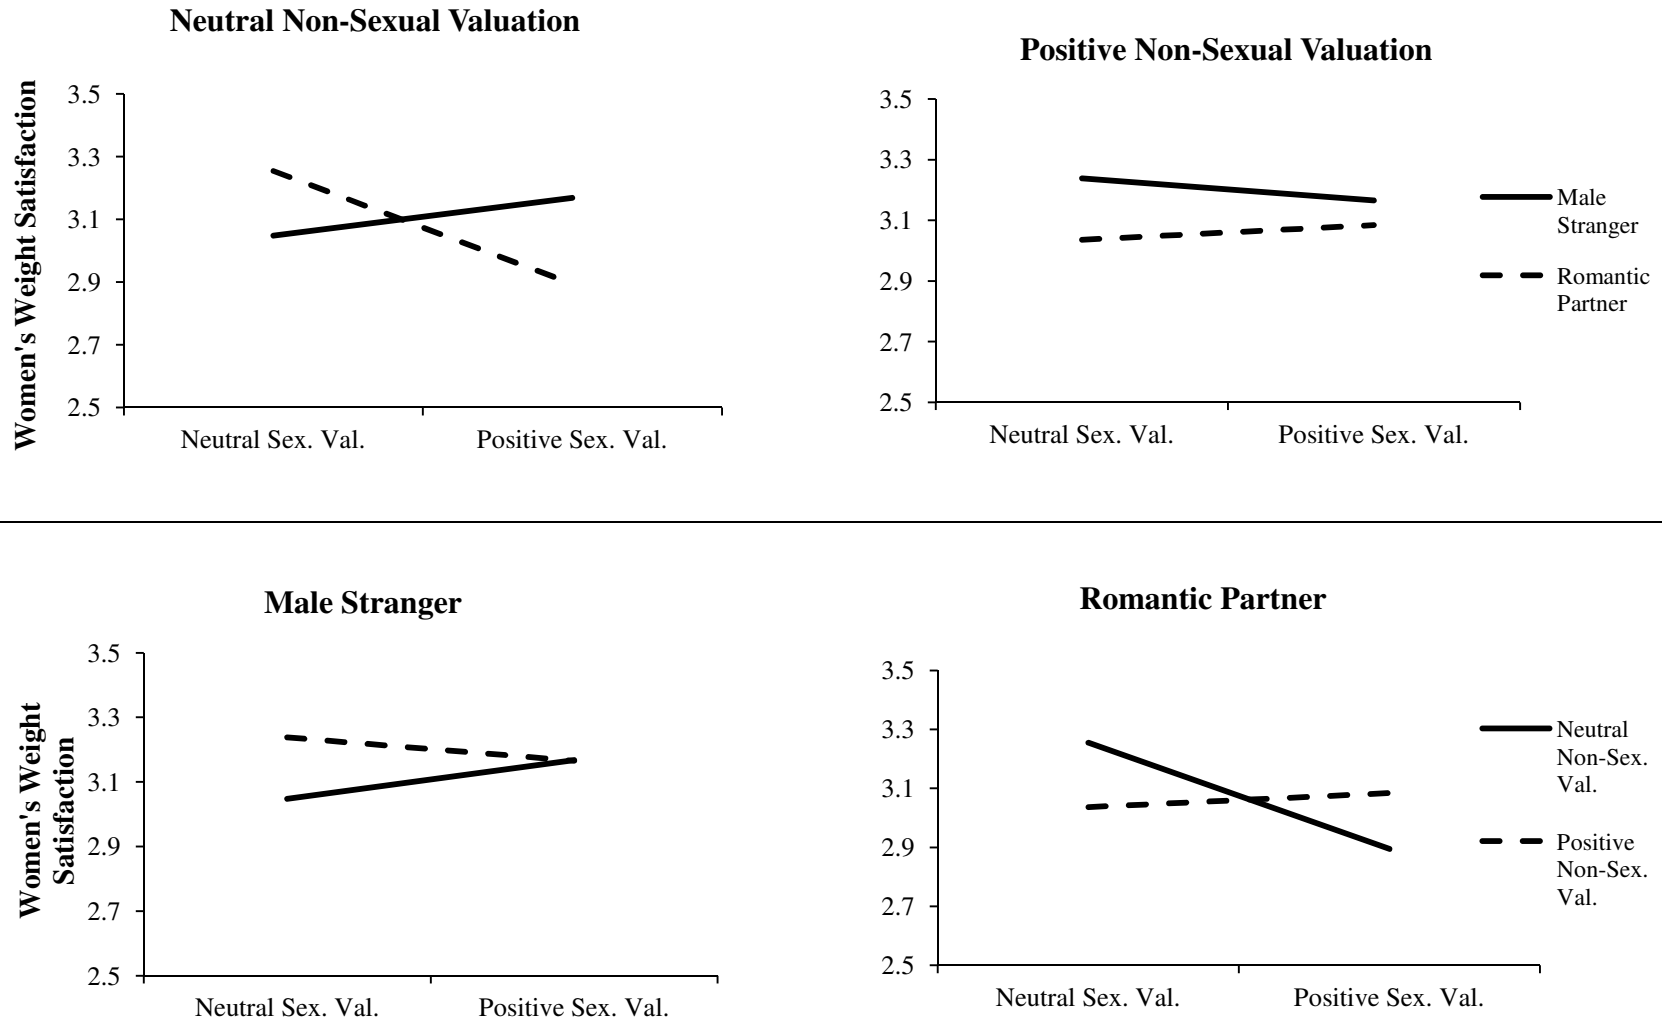 Neutral Non-Sexual Valuation
Women's Weight Satisfaction
3.5
3.3
3.1
2.9
2.7
2.5
Neutral Sex. Val.
Positive Sex. Val.
Positive Non-Sexual Valuation
3.5
3.3
3.1
2.9
2.7
2.5
Neutral Sex. Val.
Positive Sex. Val.
Male
Stranger
Romantic
Partner
Male Stranger
Women's Weight
Satisfaction
3.5
3.3
3.1
2.9
2.7
2.5
Neutral Sex. Val.
Positive Sex. Val.
Romantic Partner
3.5
3.3
3.1
2.9
2.7
2.5
Neutral Sex. Val.
Positive Sex. Val.
Neutral
Non-Sex.
Val.
Positive
Non-Sex.
Val.